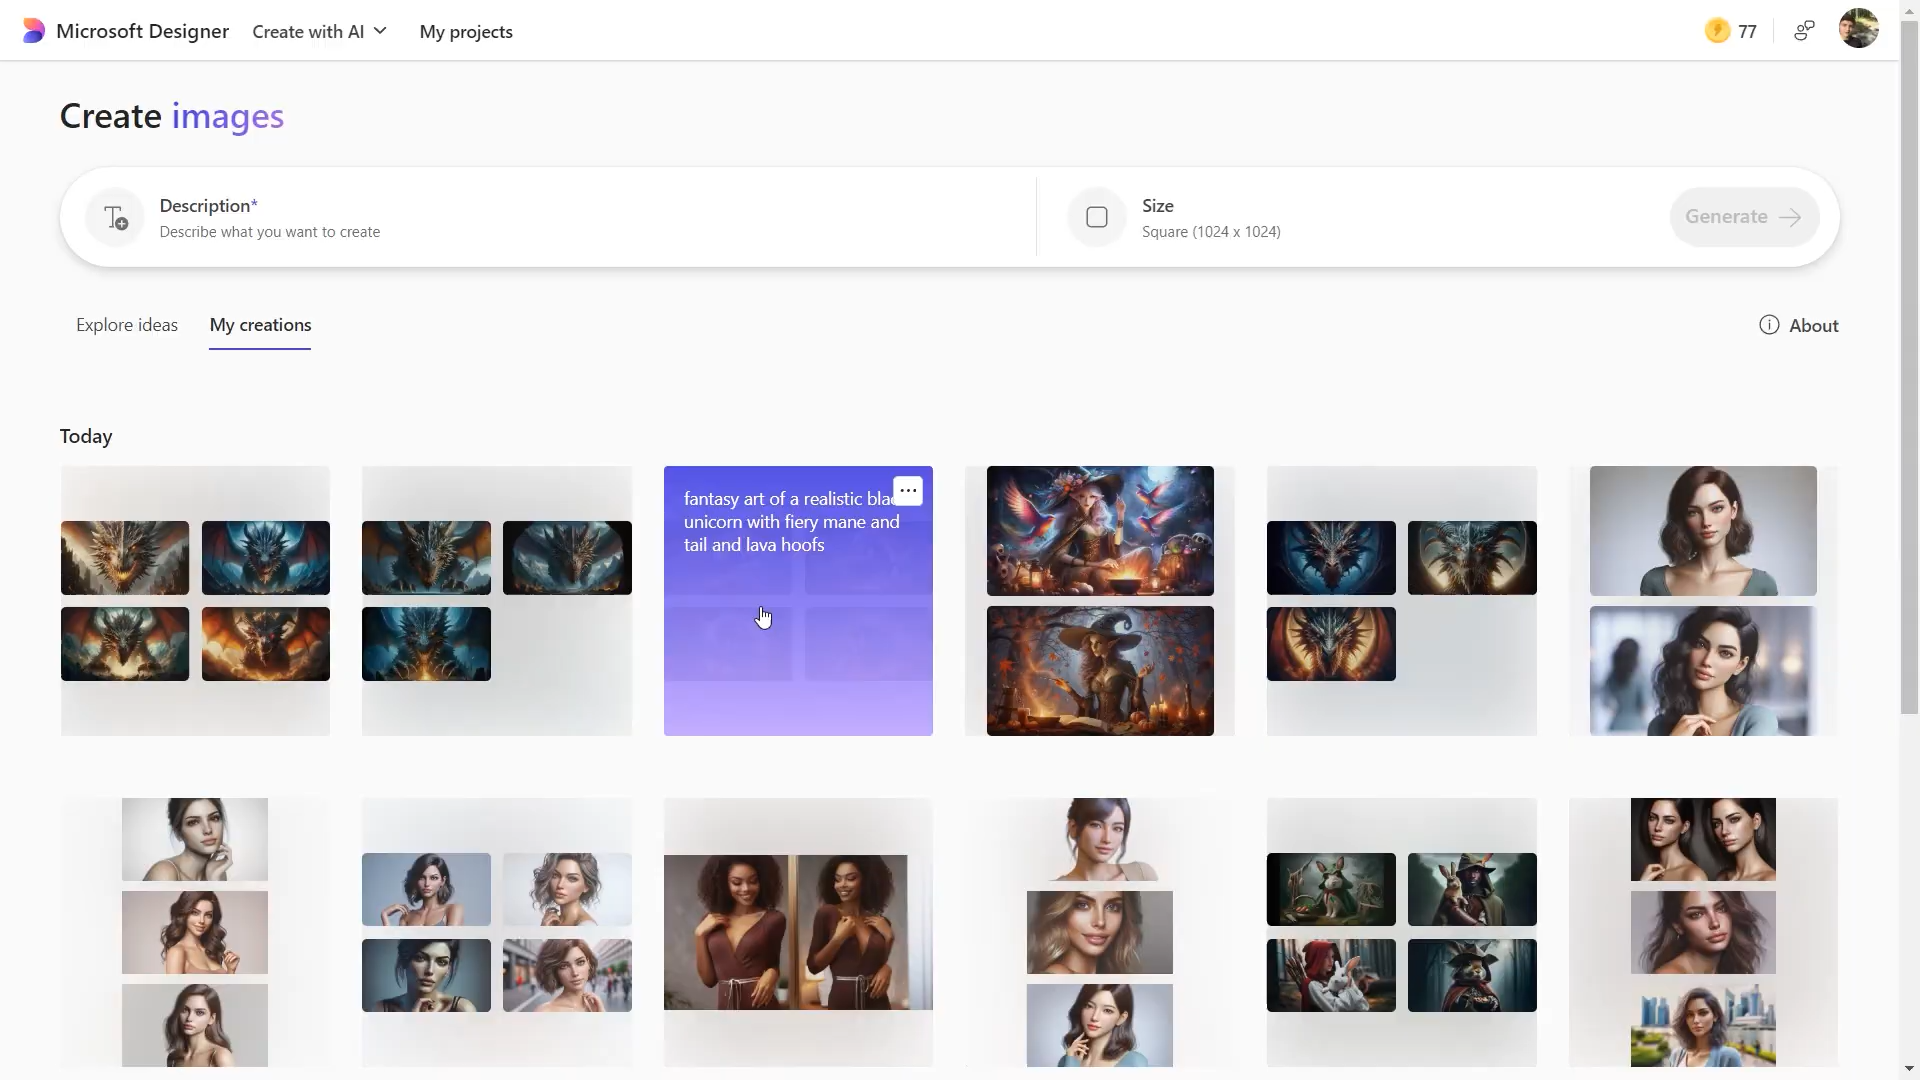 Microsoft Designer Create with AI My projects 77
Create images
Description*
Describe what you want to create
Size
Square (1024 x 1024)
Generate
Explore ideas My creations About
Today
fantasy art of a realistic
unicorn with fiery mane and
tail and lava hoofs